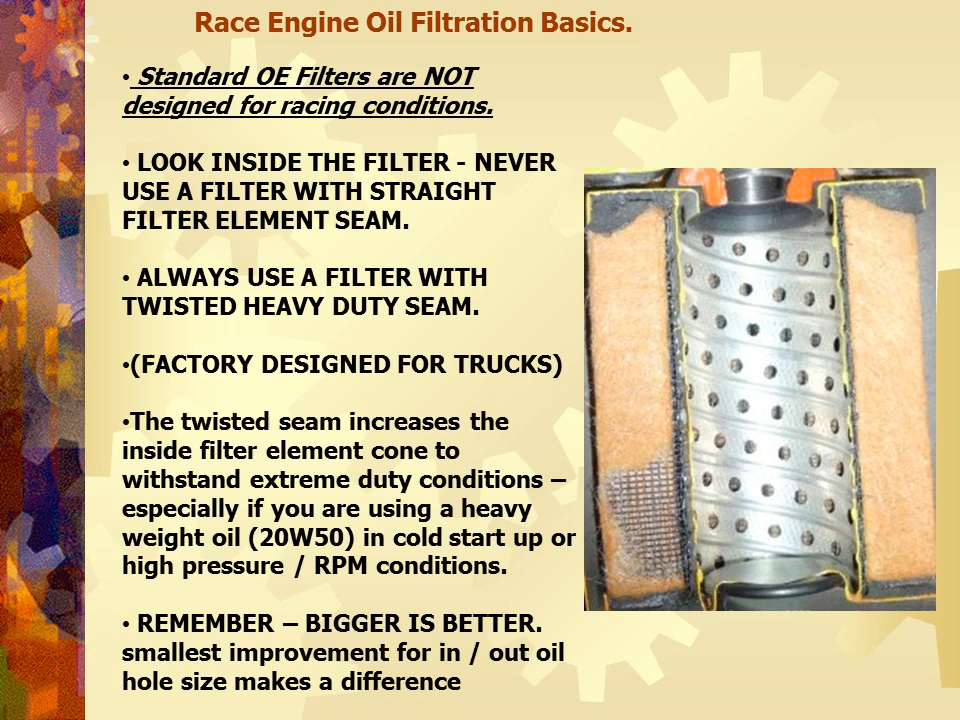 Race Engine Oil Filtration Basics.
• Standard OE Filters are NOT
designed for racing conditions.
• LOOK INSIDE THE FILTER - NEVER
USE A FILTER WITH STRAIGHT
FILTER ELEMENT SEAM.
• ALWAYS USE A FILTER WITH
TWISTED HEAVY DUTY SEAM.
•(FACTORY DESIGNED FOR TRUCKS)
•The twisted seam increases the
inside filter element cone to
withstand extreme duty conditions –
especially if you are using a heavy
weight oil (20W50) in cold start up or
high pressure / RPM conditions.
• REMEMBER – BIGGER IS BETTER.
smallest improvement for in / out oil
hole size makes a difference